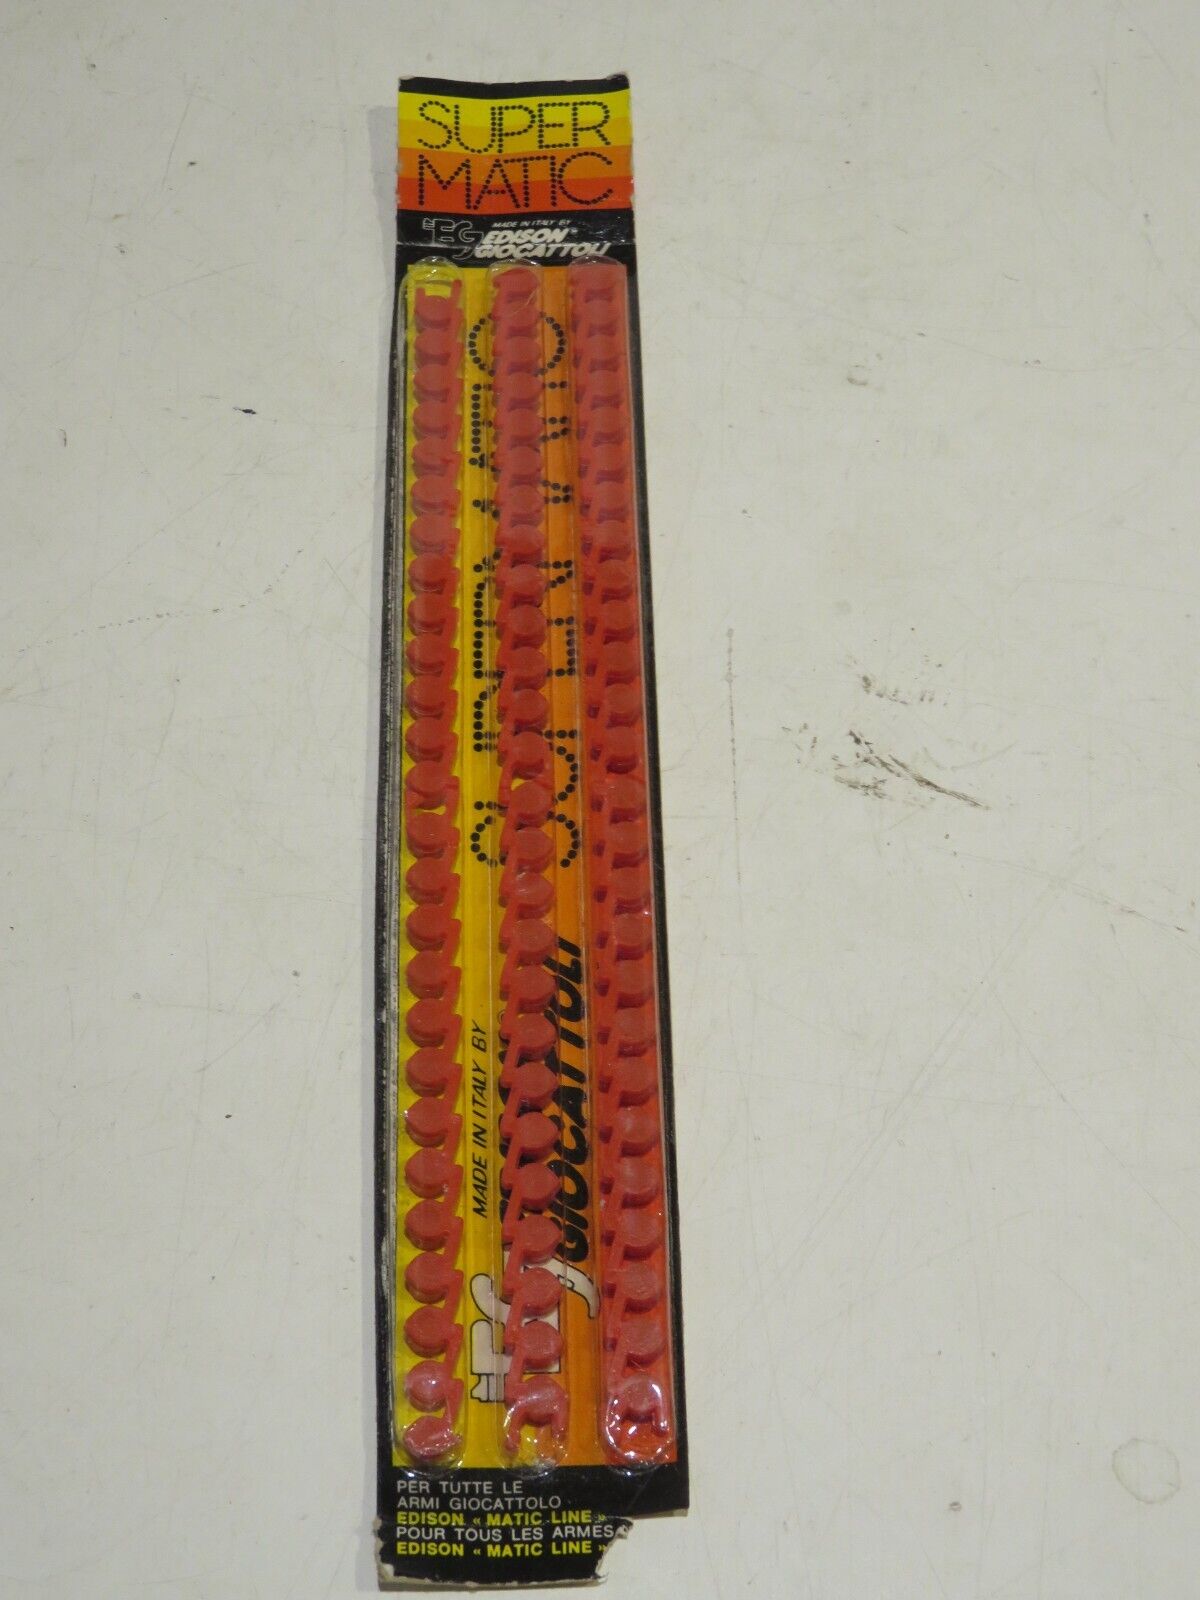 SUPER
MATIC
MADE IN ITALY BY
EG EDISON®
GIOCATTOLI
MADE IN ITALY BY
GIOCATTOLI
PER TUTTE LE
ARMI GIOCATTOLO
EDISON « MATIC LINE »
POUR TOUS LES ARMES
EDISON « MATIC LINE »